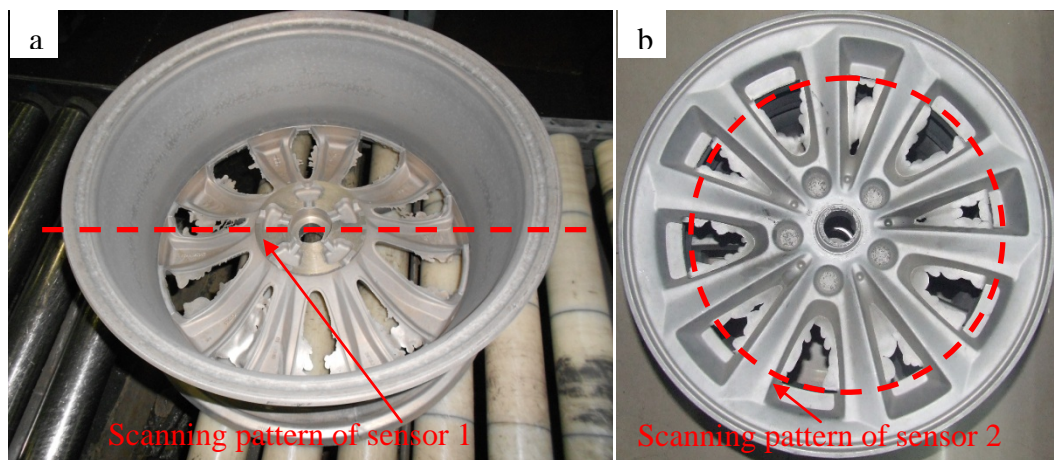 a
b
Scanning pattern of sensor 1
Scanning pattern of sensor 2